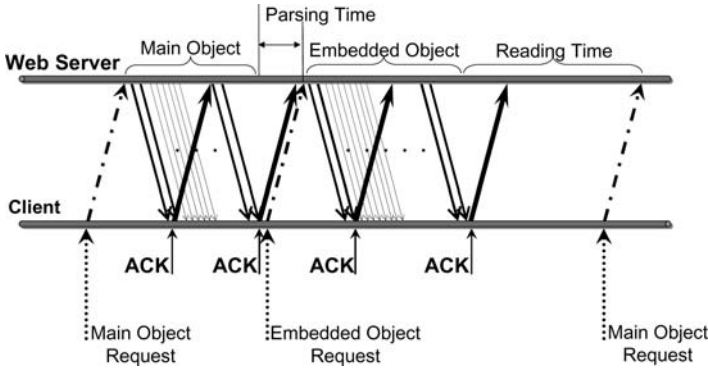 Parsing Time
Main Object
Embedded Object
Reading Time
Web Server
Client
ACK
ACK
ACK
ACK
Main Object
Request
Embedded Object
Request
Main Object
Request